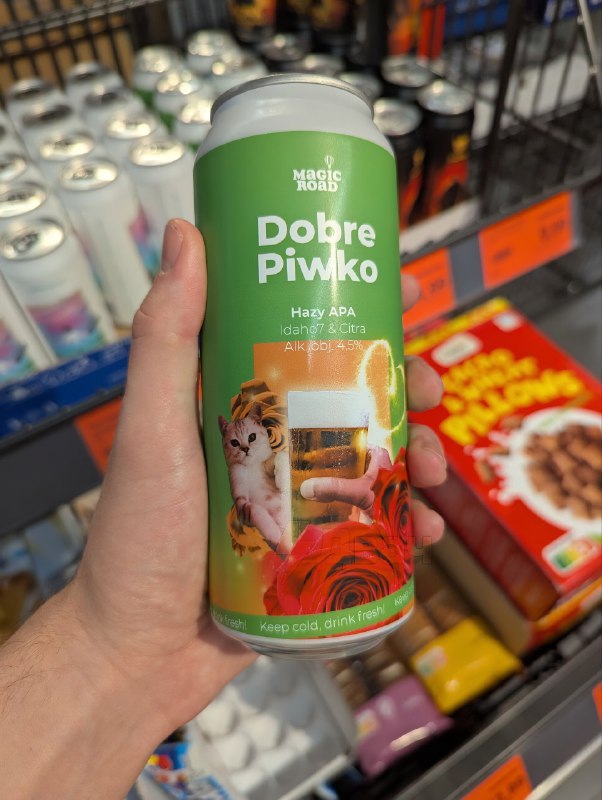 MAGIC
ROAD
Dobre
Piwko
Hazy APA
Idaho7 & Citra
Alk. obj. 4,5%
Keep cold, drink fresh!
PILLOWS